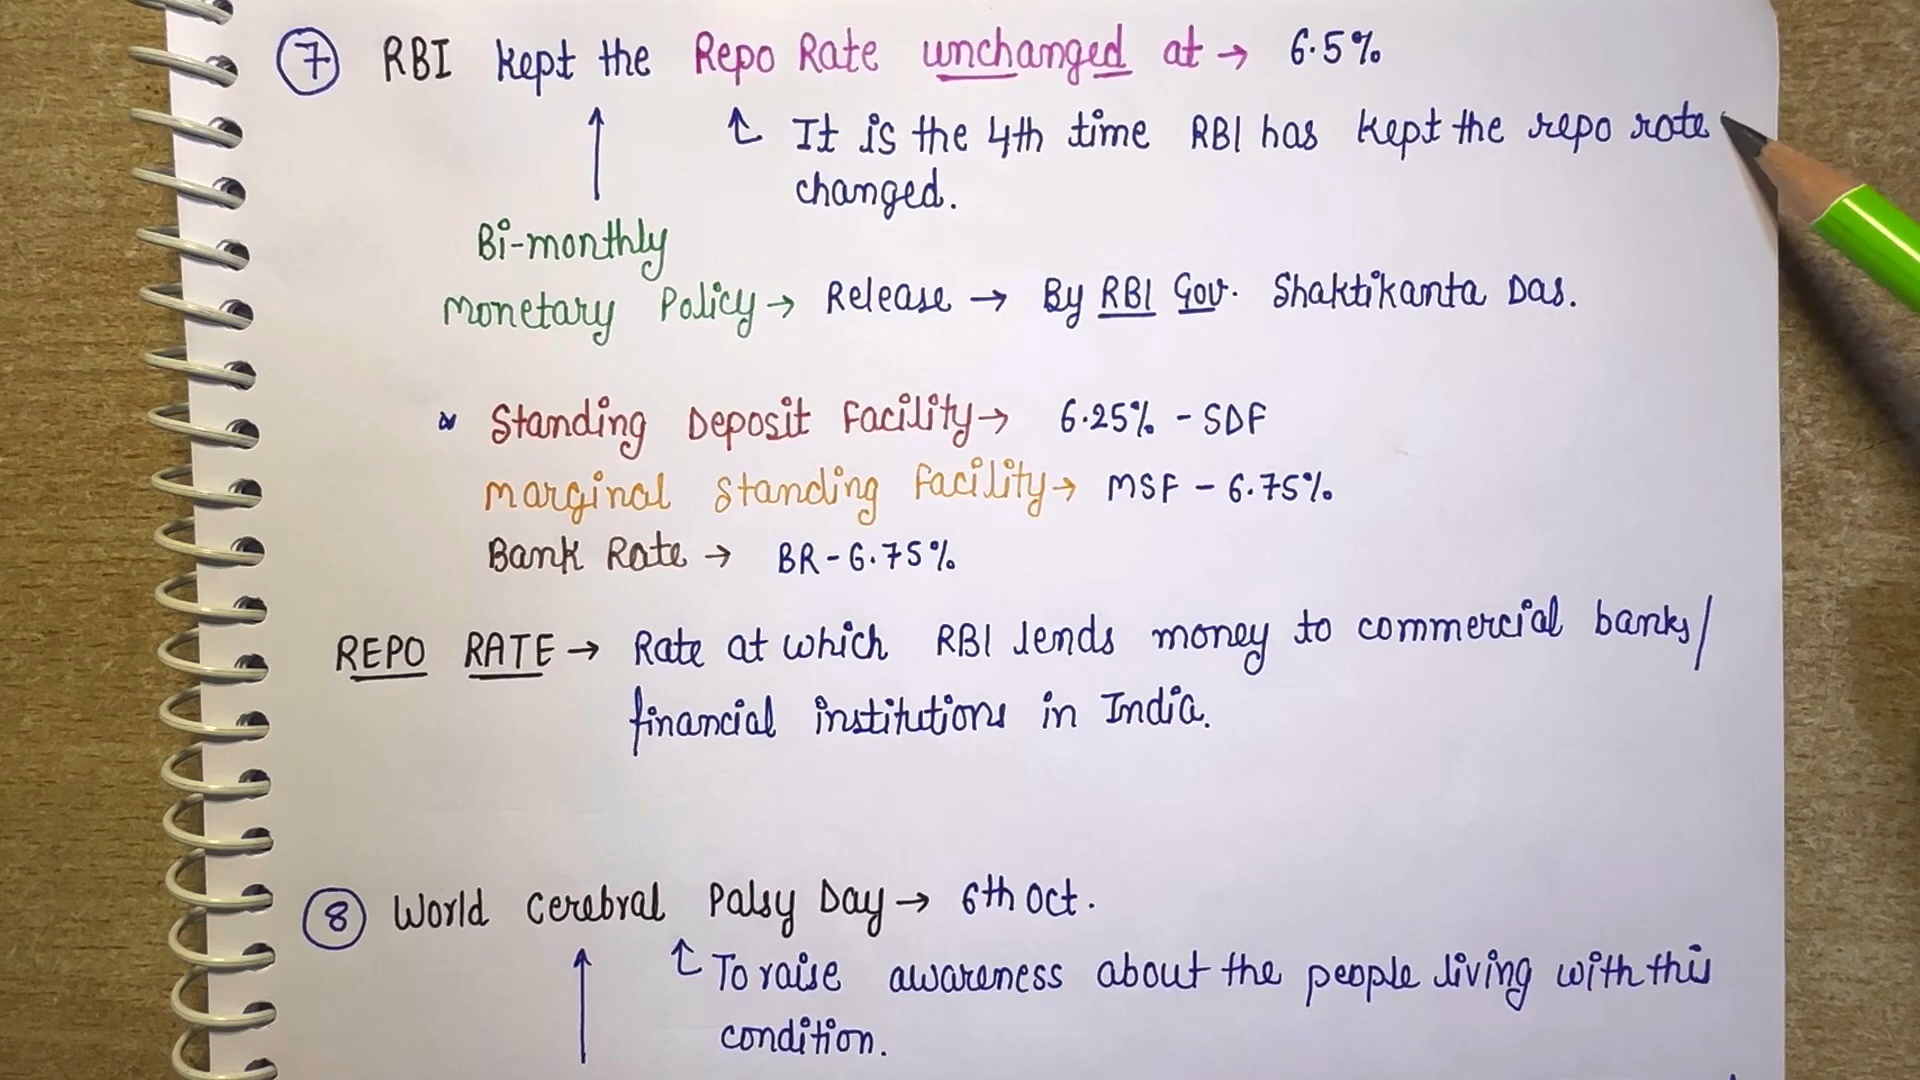 7 RBI kept the Repo Rate unchanged at → 6.5%
It is the 4th time RBI has kept the repo rate
changed.
Bi-monthly
Monetary Policy → Release → By RBI Gov. Shaktikanta Das.
Standing Deposit Facility → 6.25% - SDF
Marginal Standing Facility → MSF - 6.75%
Bank Rate → BR - 6.75%
REPO RATE → Rate at which RBI lends money to commercial banks/
financial institutions in India.
8 World Cerebral Palsy Day → 6th Oct.
To raise awareness about the people living with this
condition.